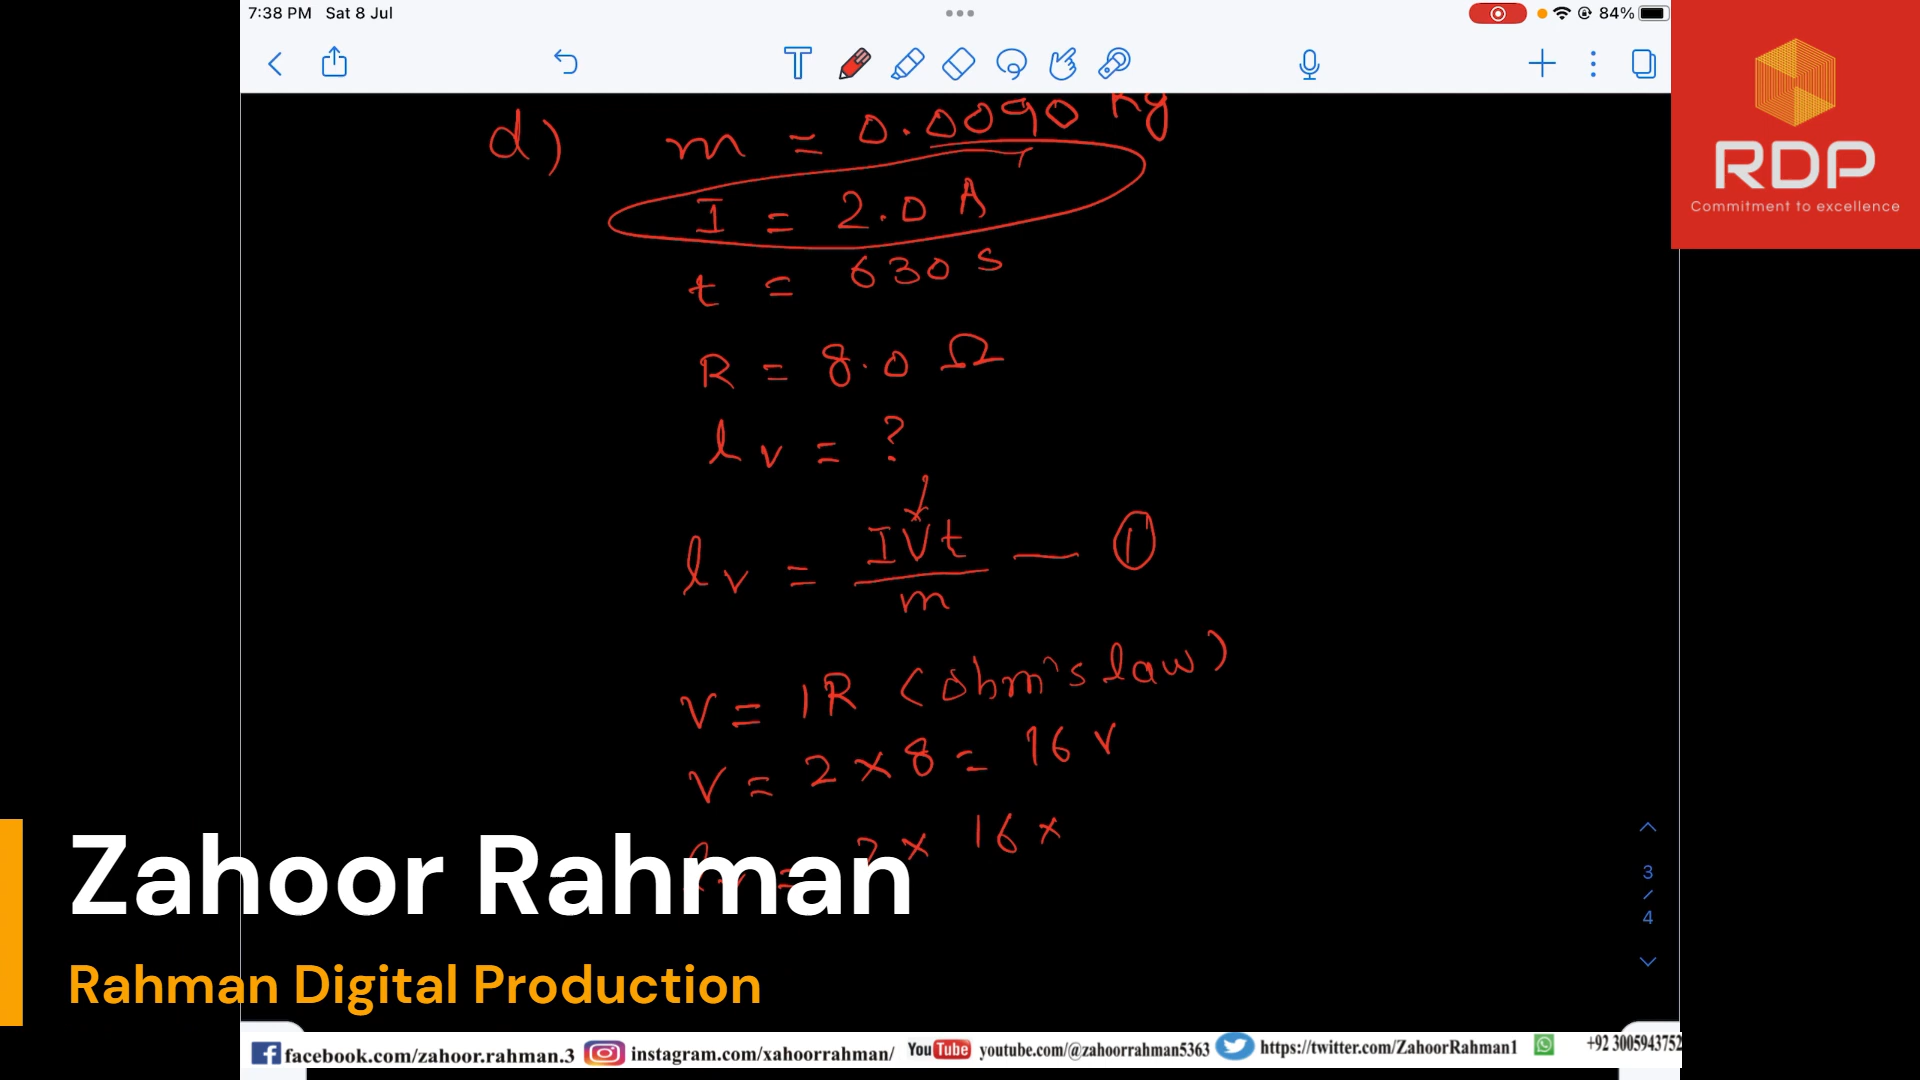 7:38 PM Sat 8 Jul
84%
RDP
Commitment to excellence
d) m = 0.0090 kg
I = 2.0 A
t = 630 s
R = 8.0 Ω
lv = ?
lv = IVt / m — ①
V = IR (ohm's law)
V = 2 × 8 = 16 V
lv = 2 × 16 ×
3 / 4
Zahoor Rahman
Rahman Digital Production
facebook.com/zahoor.rahman.3 instagram.com/xahoorrahman/ YouTube youtube.com/@zahoorrahman5363 https://twitter.com/ZahoorRahman1 +92 3005943752